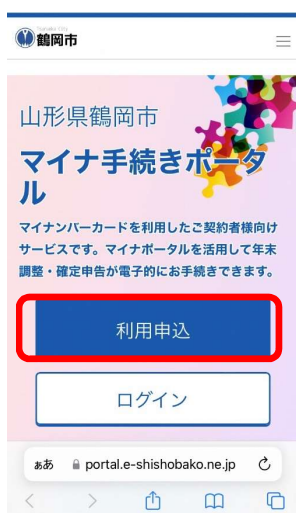 鶴岡市
山形県鶴岡市
マイナ手続きポータ
ル
マイナンバーカードを利用したご契約者様向け
サービスです。マイナポータルを活用して年末
調整・確定申告が電子的にお手続きできます。
利用申込
ログイン
ああ portal.e-shishobako.ne.jp